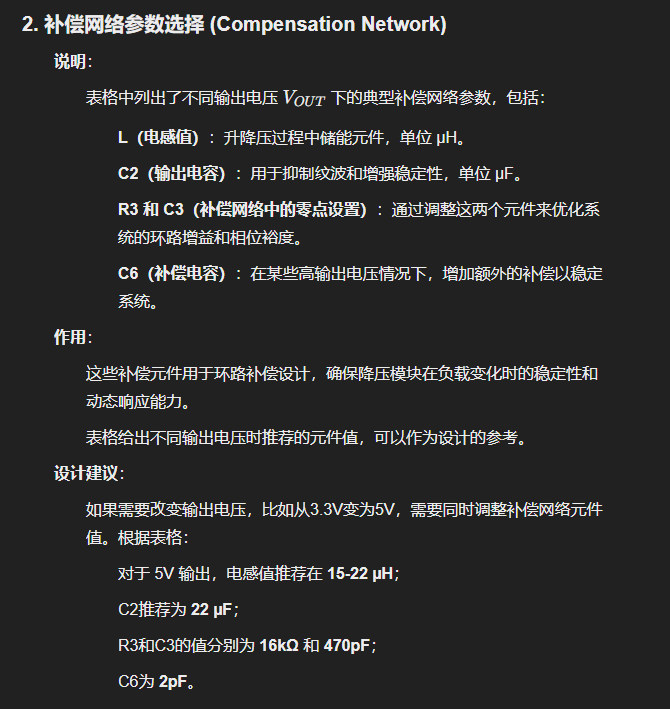 2. 补偿网络参数选择 (Compensation Network)
说明：
表格中列出了不同输出电压 VOUT 下的典型补偿网络参数，包括：
L（电感值）：升降压过程中储能元件，单位 µH。
C2（输出电容）：用于抑制纹波和增强稳定性，单位 µF。
R3 和 C3（补偿网络中的零点设置）：通过调整这两个元件来优化系
统的环路增益和相位裕度。
C6（补偿电容）：在某些高输出电压情况下，增加额外的补偿以稳定
系统。
作用：
这些补偿元件用于环路补偿设计，确保降压模块在负载变化时的稳定性和
动态响应能力。
表格给出不同输出电压时推荐的元件值，可以作为设计的参考。
设计建议：
如果需要改变输出电压，比如从3.3V变为5V，需要同时调整补偿网络元件
值。根据表格：
对于 5V 输出，电感值推荐在 15-22 µH；
C2推荐为 22 µF；
R3和C3的值分别为 16kΩ 和 470pF；
C6为 2pF。